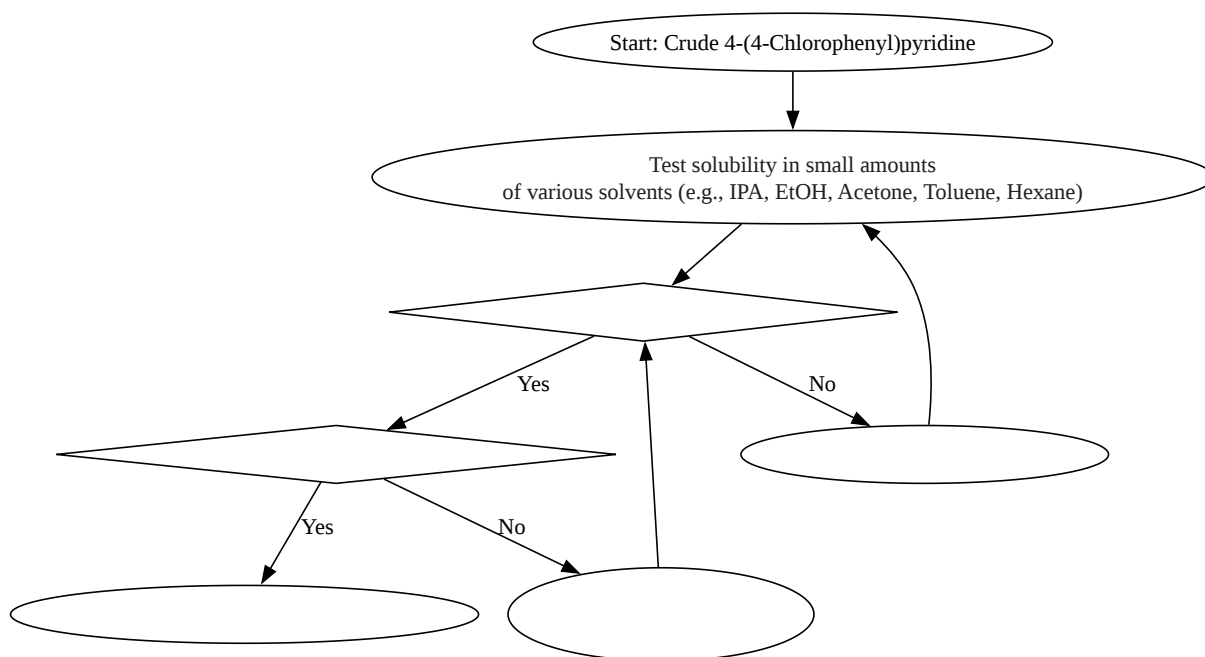 Start: Crude 4-(4-Chlorophenyl)pyridine
Test solubility in small amounts
of various solvents (e.g., IPA, EtOH, Acetone, Toluene, Hexane)
Yes
No
Yes
No